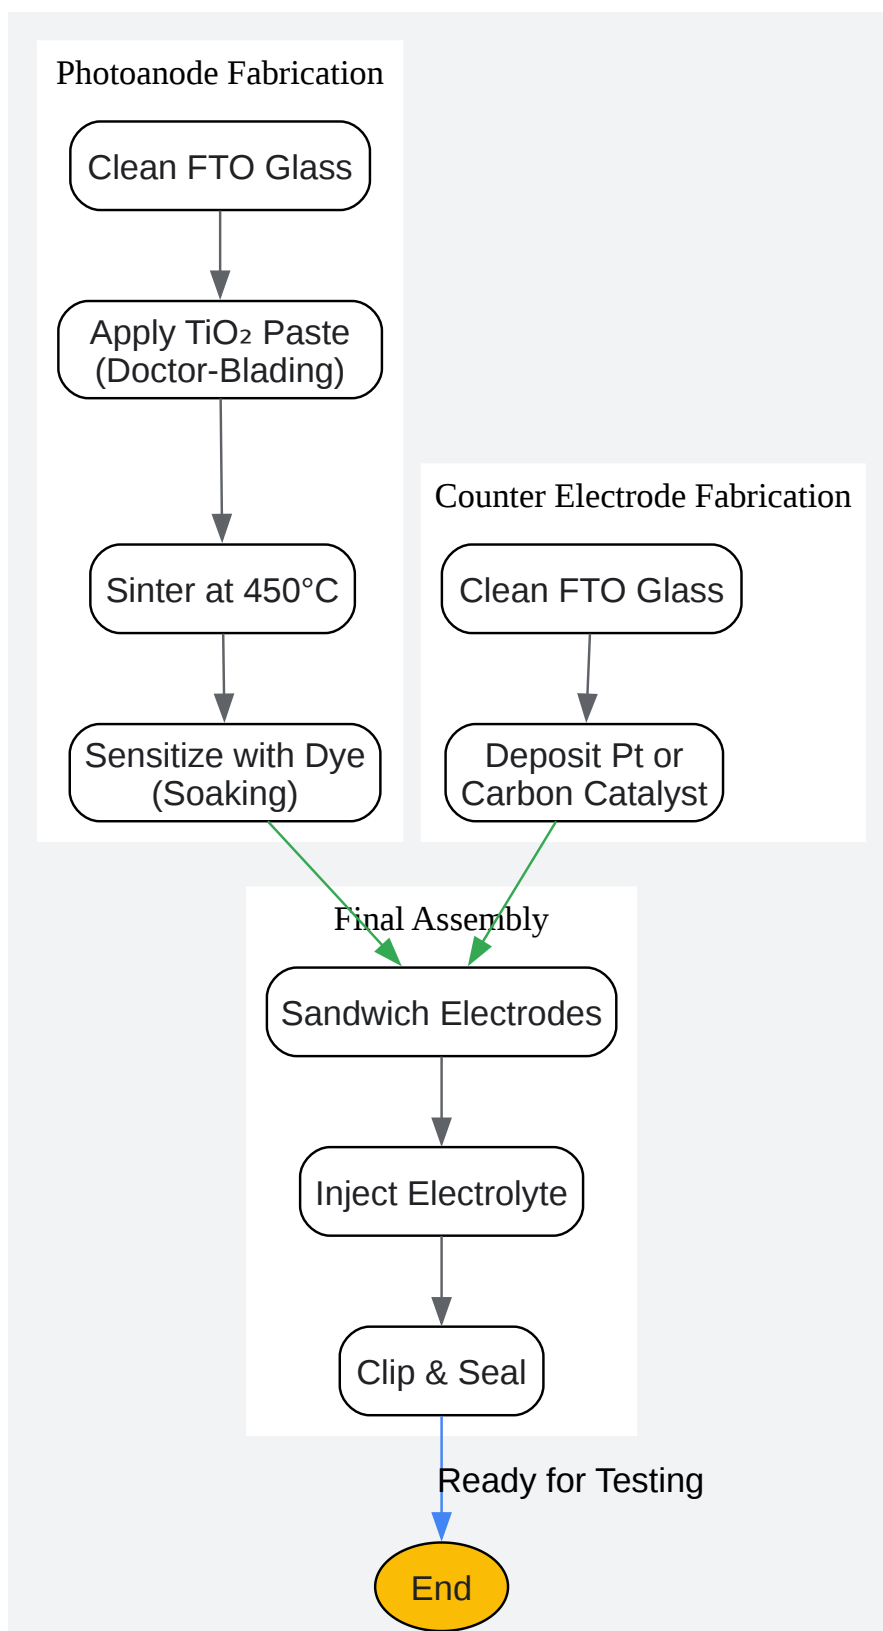 Photoanode Fabrication
Clean FTO Glass
Apply TiO₂ Paste
(Doctor-Blading)
Sinter at 450°C
Sensitize with Dye
(Soaking)
Counter Electrode Fabrication
Clean FTO Glass
Deposit Pt or
Carbon Catalyst
Final Assembly
Sandwich Electrodes
Inject Electrolyte
Clip & Seal
Ready for Testing
End